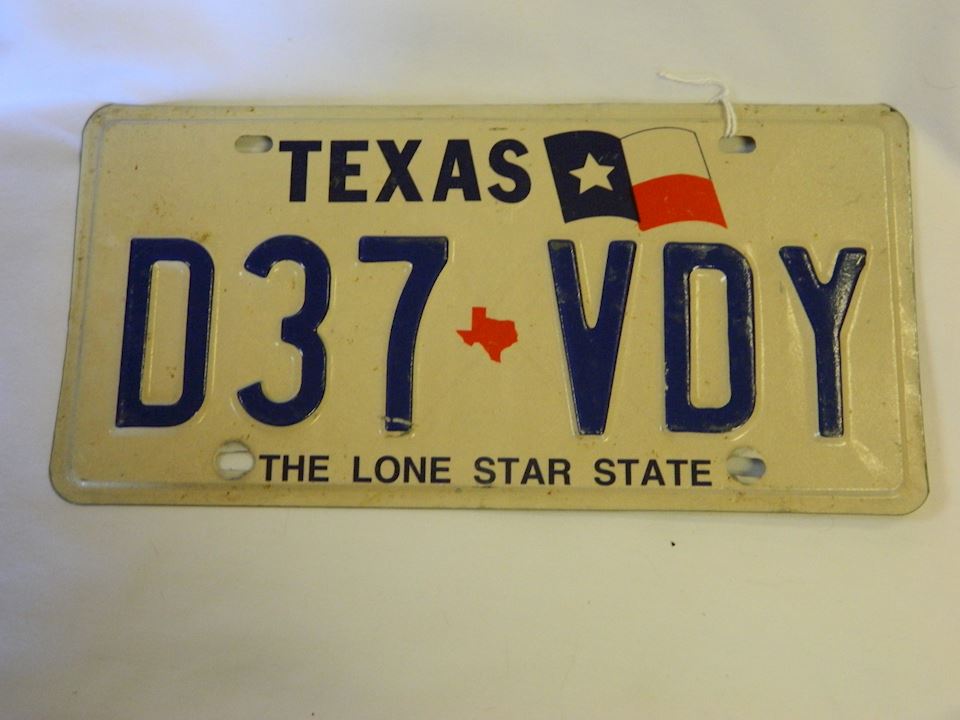 TEXAS
D37 VDY
THE LONE STAR STATE